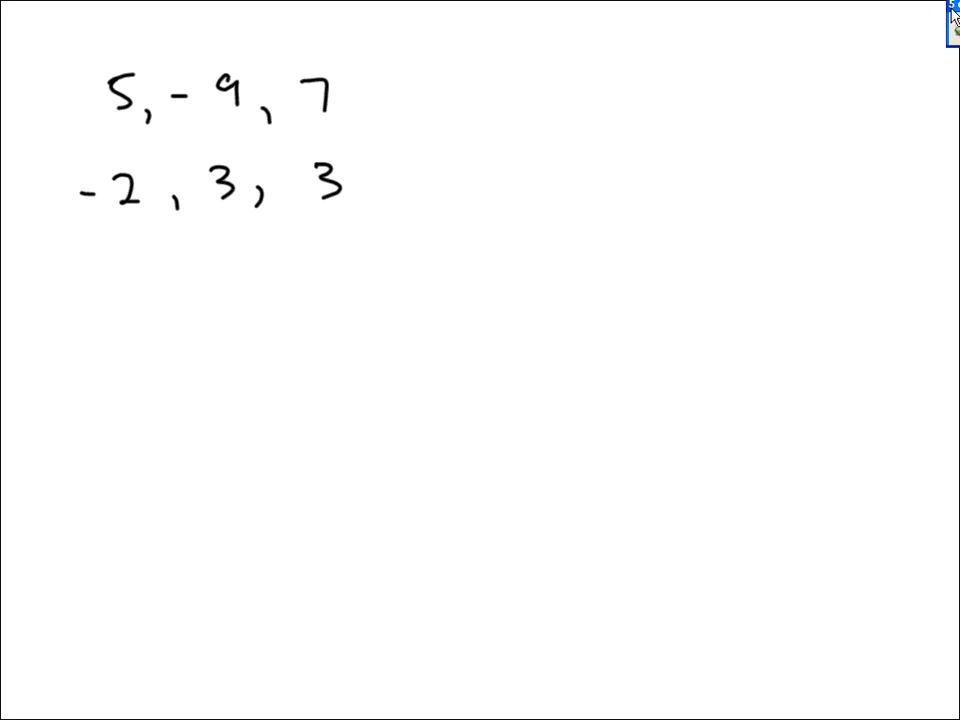 5, - 9, 7
- 2, 3, 3